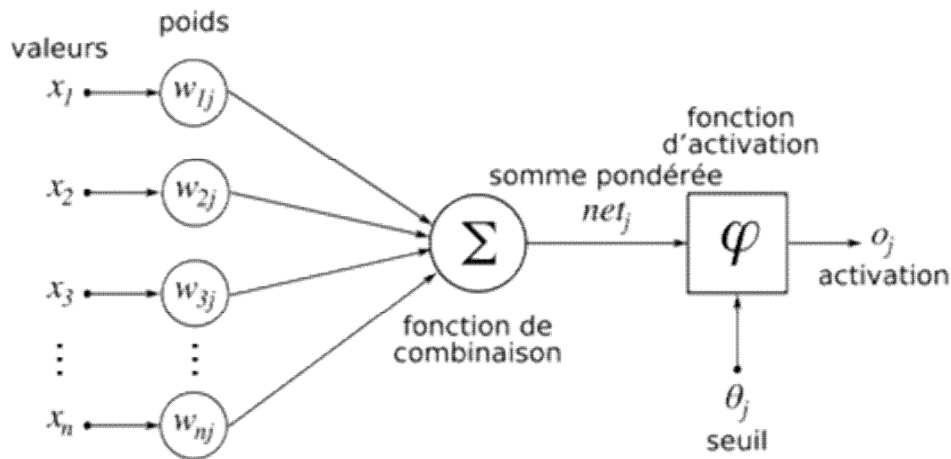 poids
valeurs
x1
w1j
x2
w2j
x3
w3j
xn
wnj
Σ
fonction de
combinaison
somme pondérée
netj
fonction
d'activation
φ
oj
activation
θj
seuil